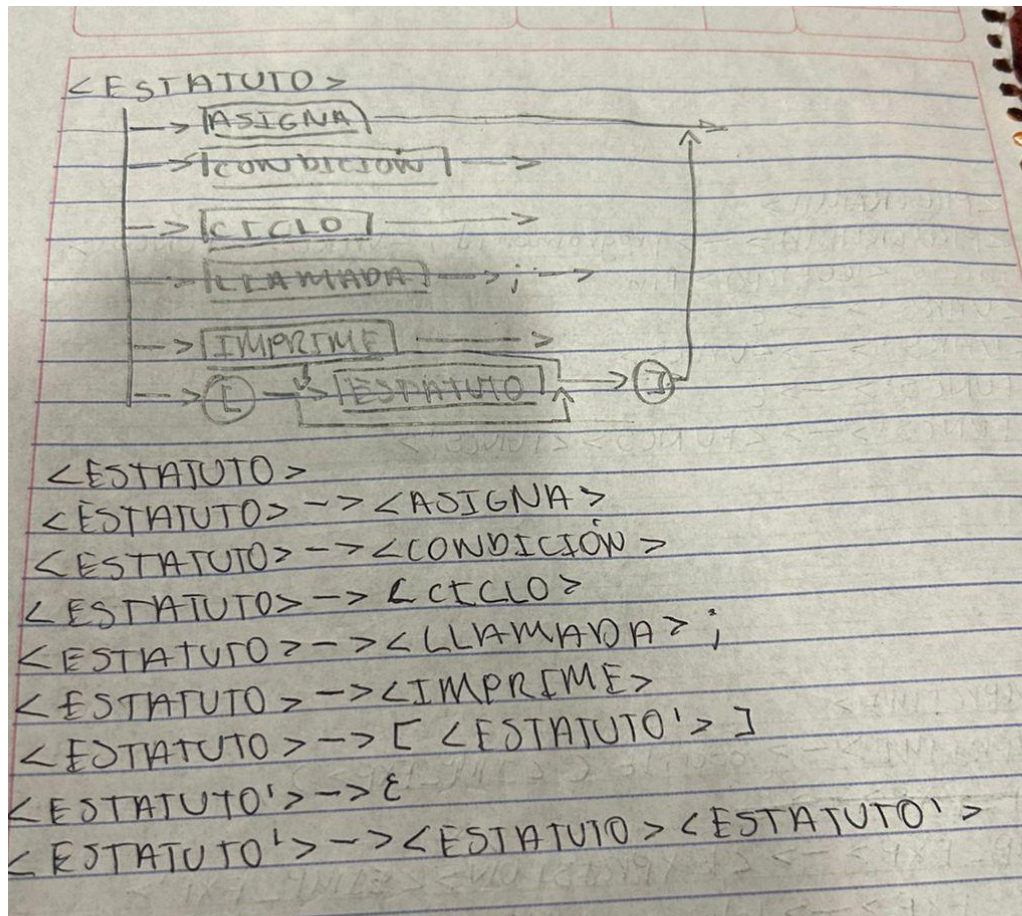 <ESTATUTO>
-> ASIGNA ->
-> CONDICIÓN ->
-> CICLO ->
-> LLAMADA -> ; ->
-> IMPRIME ->
-> [ -> ESTATUTO -> ]
<ESTATUTO>
<ESTATUTO> -> <ASIGNA>
<ESTATUTO> -> <CONDICIÓN>
<ESTATUTO> -> <CICLO>
<ESTATUTO> -> <LLAMADA> ;
<ESTATUTO> -> <IMPRIME>
<ESTATUTO> -> [ <ESTATUTO'> ]
<ESTATUTO'> -> ε
<ESTATUTO'> -> <ESTATUTO> <ESTATUTO'>